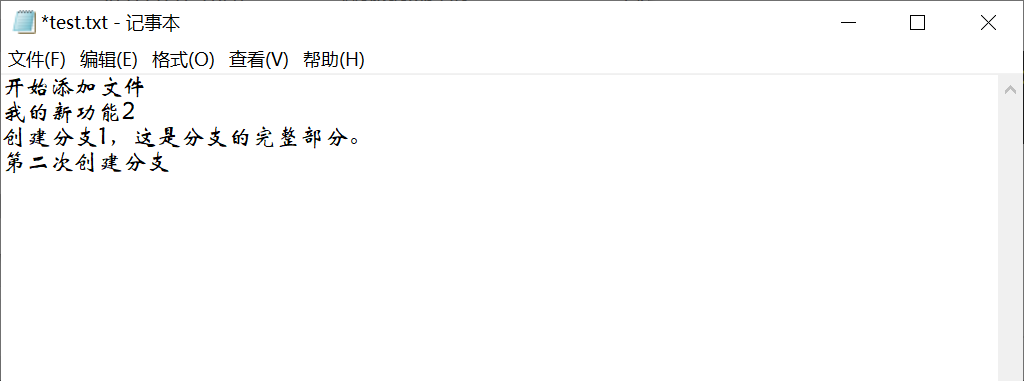 *test.txt - 记事本
文件(F) 编辑(E) 格式(O) 查看(V) 帮助(H)
开始添加文件
我的新功能2
创建分支1，这是分支的完整部分。
第二次创建分支